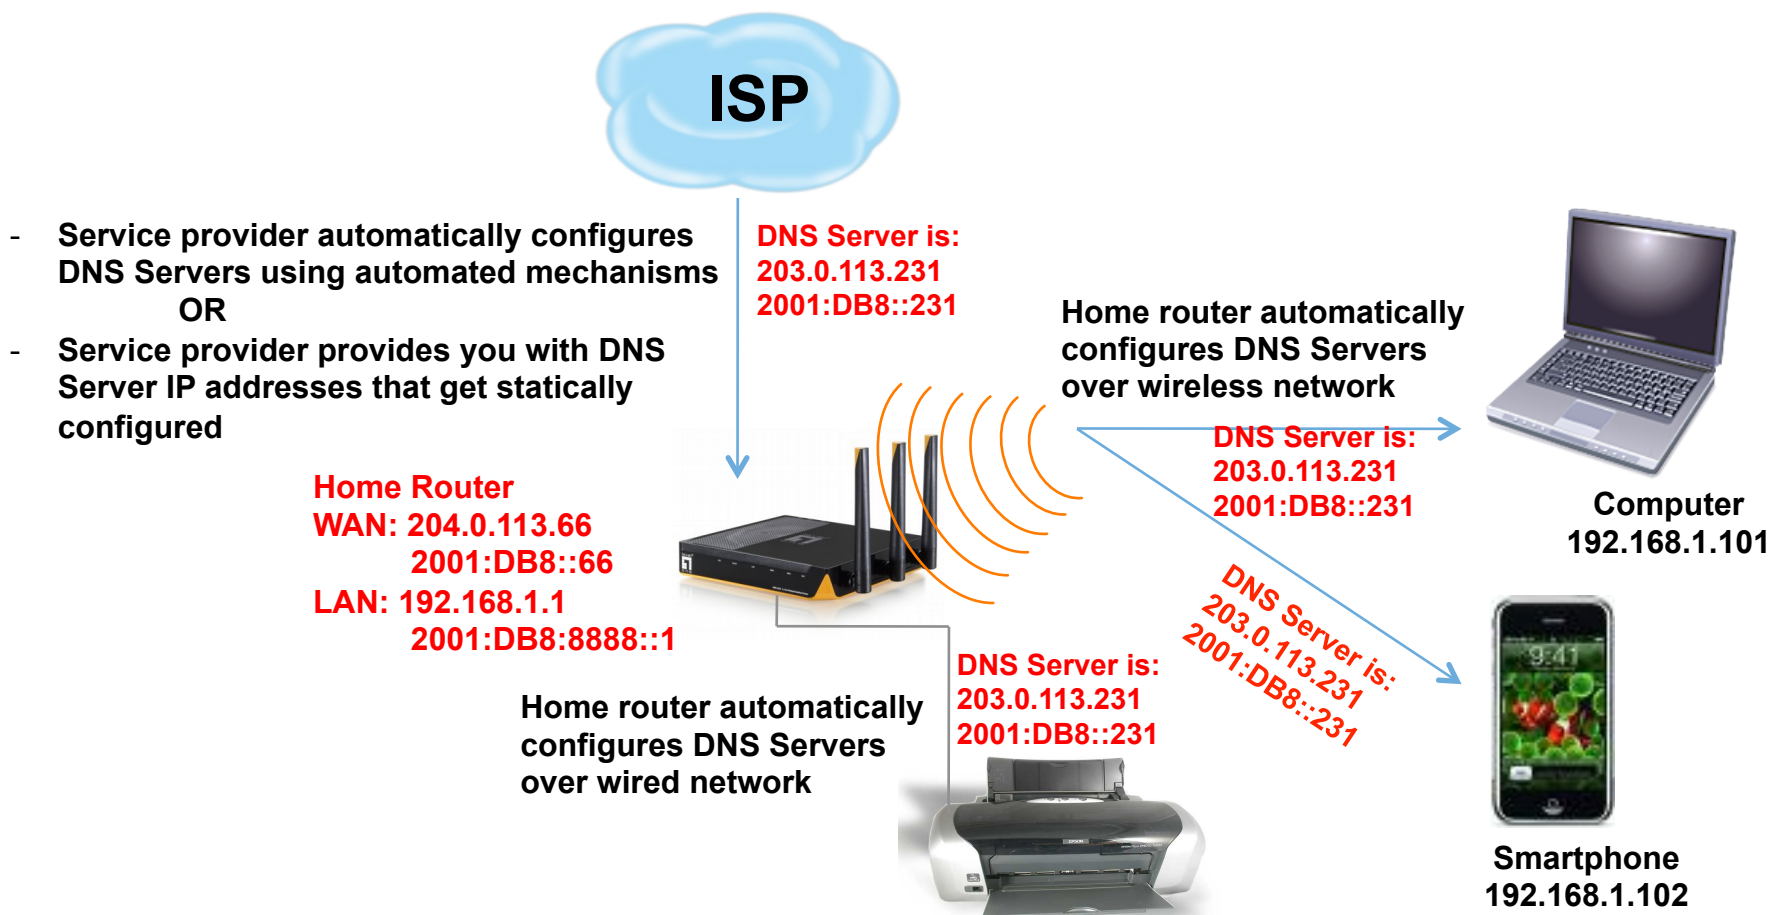 ISP
- Service provider automatically configures
DNS Servers using automated mechanisms
OR
- Service provider provides you with DNS
Server IP addresses that get statically
configured
DNS Server is:
203.0.113.231
2001:DB8::231
Home router automatically
configures DNS Servers
over wireless network
DNS Server is:
203.0.113.231
2001:DB8::231
Computer
192.168.1.101
Home Router
WAN: 204.0.113.66
2001:DB8::66
LAN: 192.168.1.1
2001:DB8:8888::1
DNS Server is:
203.0.113.231
2001:DB8::231
9:41
Home router automatically
configures DNS Servers
over wired network
DNS Server is:
203.0.113.231
2001:DB8::231
EPSON
Smartphone
192.168.1.102